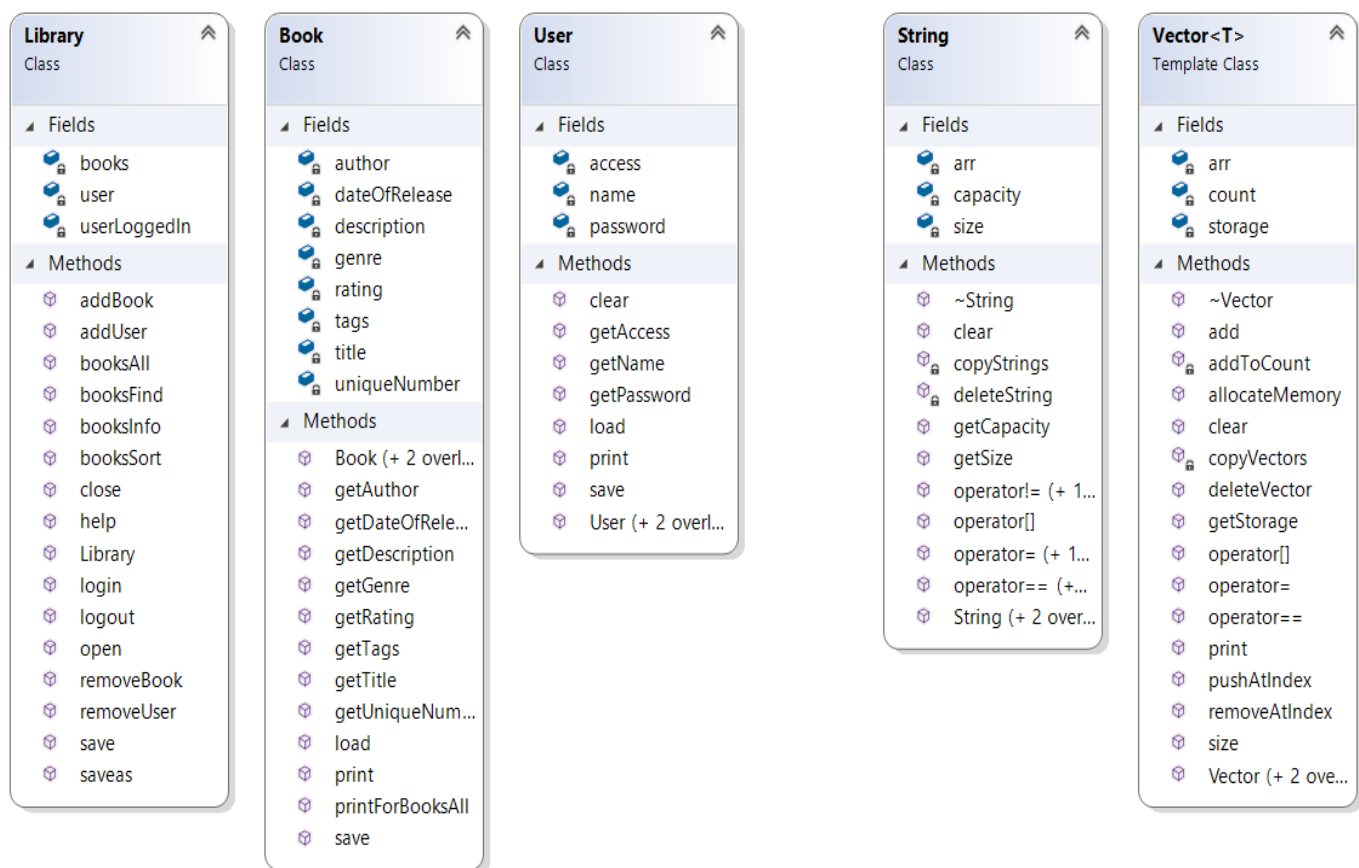 Library
Class
Fields
books
user
userLoggedIn
Methods
addBook
addUser
booksAll
booksFind
booksInfo
booksSort
close
help
Library
login
logout
open
removeBook
removeUser
save
saveas
Book
Class
Fields
author
dateOfRelease
description
genre
rating
tags
title
uniqueNumber
Methods
Book (+ 2 overl...
getAuthor
getDateOfRele...
getDescription
getGenre
getRating
getTags
getTitle
getUniqueNum...
load
print
printForBooksAll
save
User
Class
Fields
access
name
password
Methods
clear
getAccess
getName
getPassword
load
print
save
User (+ 2 overl...
String
Class
Fields
arr
capacity
size
Methods
~String
clear
copyStrings
deleteString
getCapacity
getSize
operator!= (+ 1...
operator[]
operator= (+ 1...
operator== (+...
String (+ 2 over...
Vector<T>
Template Class
Fields
arr
count
storage
Methods
~Vector
add
addToCount
allocateMemory
clear
copyVectors
deleteVector
getStorage
operator[]
operator=
operator==
print
pushAtIndex
removeAtIndex
size
Vector (+ 2 ove...